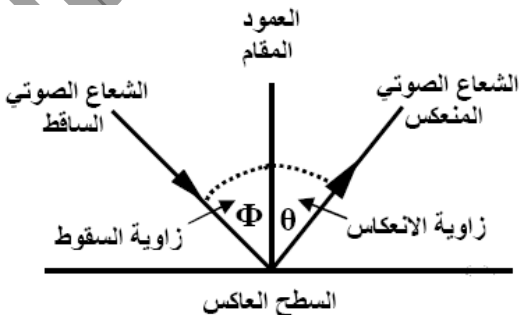 العمود
المقام
الشعاع الصوتي
المنعكس
الشعاع الصوتي
الساقط
زاوية الانعكاس
θ
Φ
زاوية السقوط
السطح العاكس